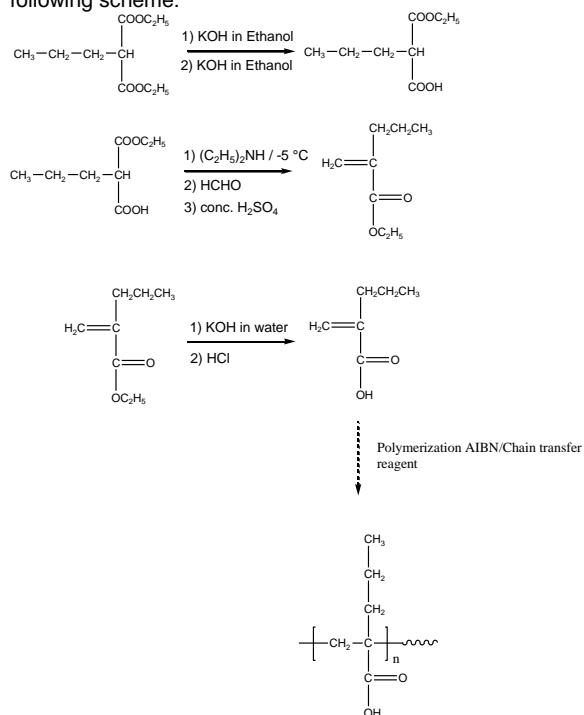 following scheme.
COOC₂H₅
CH₃—CH₂—CH₂—CH
COOC₂H₅
1) KOH in Ethanol
2) KOH in Ethanol
COOC₂H₅
CH₃—CH₂—CH₂—CH
COOH
COOC₂H₅
CH₃—CH₂—CH₂—CH
COOH
1) (C₂H₅)₂NH / -5 °C
2) HCHO
3) conc. H₂SO₄
CH₂CH₂CH₃
H₂C=C
C=O
OC₂H₅
CH₂CH₂CH₃
H₂C=C
C=O
OC₂H₅
1) KOH in water
2) HCl
CH₂CH₂CH₃
H₂C=C
C=O
OH
Polymerization AIBN/Chain transfer
reagent
CH₃
CH₂
CH₂
CH₂—C
n
C=O
OH